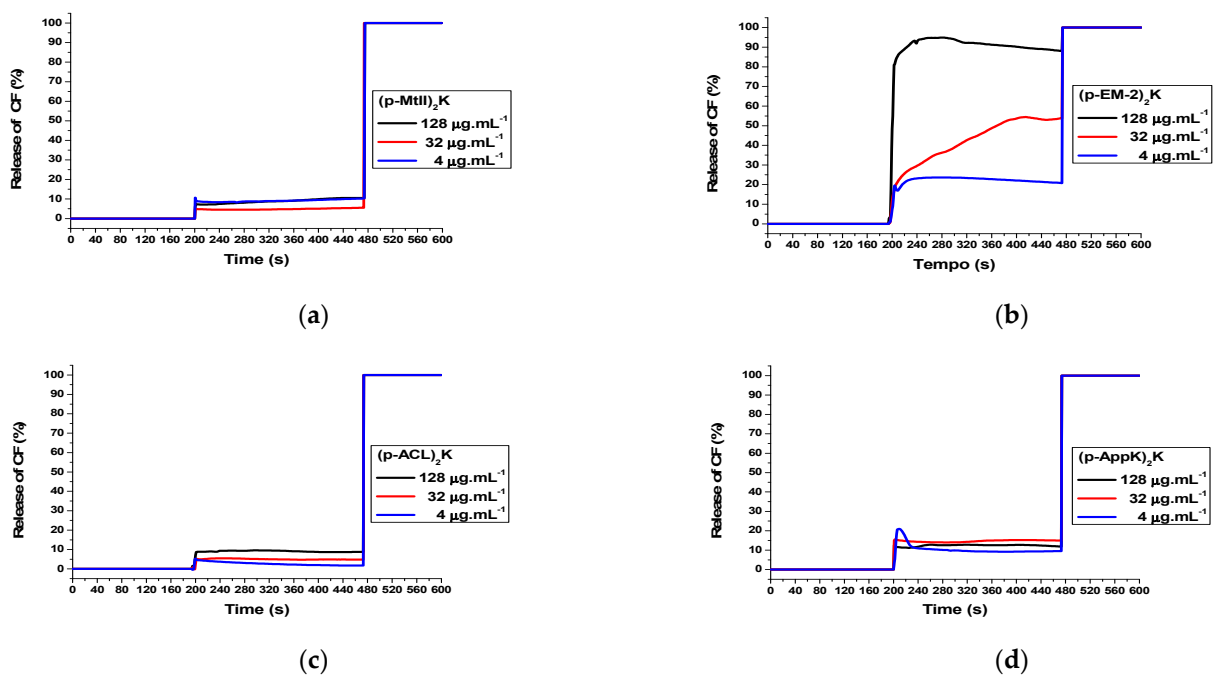 100
90
80
70
60
50
40
30
20
10
0
Release of CF (%)
(p-MtII)₂K
128 μg.mL⁻¹
32 μg.mL⁻¹
4 μg.mL⁻¹
0 40 80 120 160 200 240 280 320 360 400 440 480 520 560 600
Time (s)
(a)
100
90
80
70
60
50
40
30
20
10
0
Release of CF (%)
(p-EM-2)₂K
128 μg.mL⁻¹
32 μg.mL⁻¹
4 μg.mL⁻¹
0 40 80 120 160 200 240 280 320 360 400 440 480 520 560 600
Tempo (s)
(b)
100
90
80
70
60
50
40
30
20
10
0
Release of CF (%)
(p-ACL)₂K
128 μg.mL⁻¹
32 μg.mL⁻¹
4 μg.mL⁻¹
0 40 80 120 160 200 240 280 320 360 400 440 480 520 560 600
Time (s)
(c)
100
90
80
70
60
50
40
30
20
10
0
Release of CF (%)
(p-AppK)₂K
128 μg.mL⁻¹
32 μg.mL⁻¹
4 μg.mL⁻¹
0 40 80 120 160 200 240 280 320 360 400 440 480 520 560 600
Time (s)
(d)